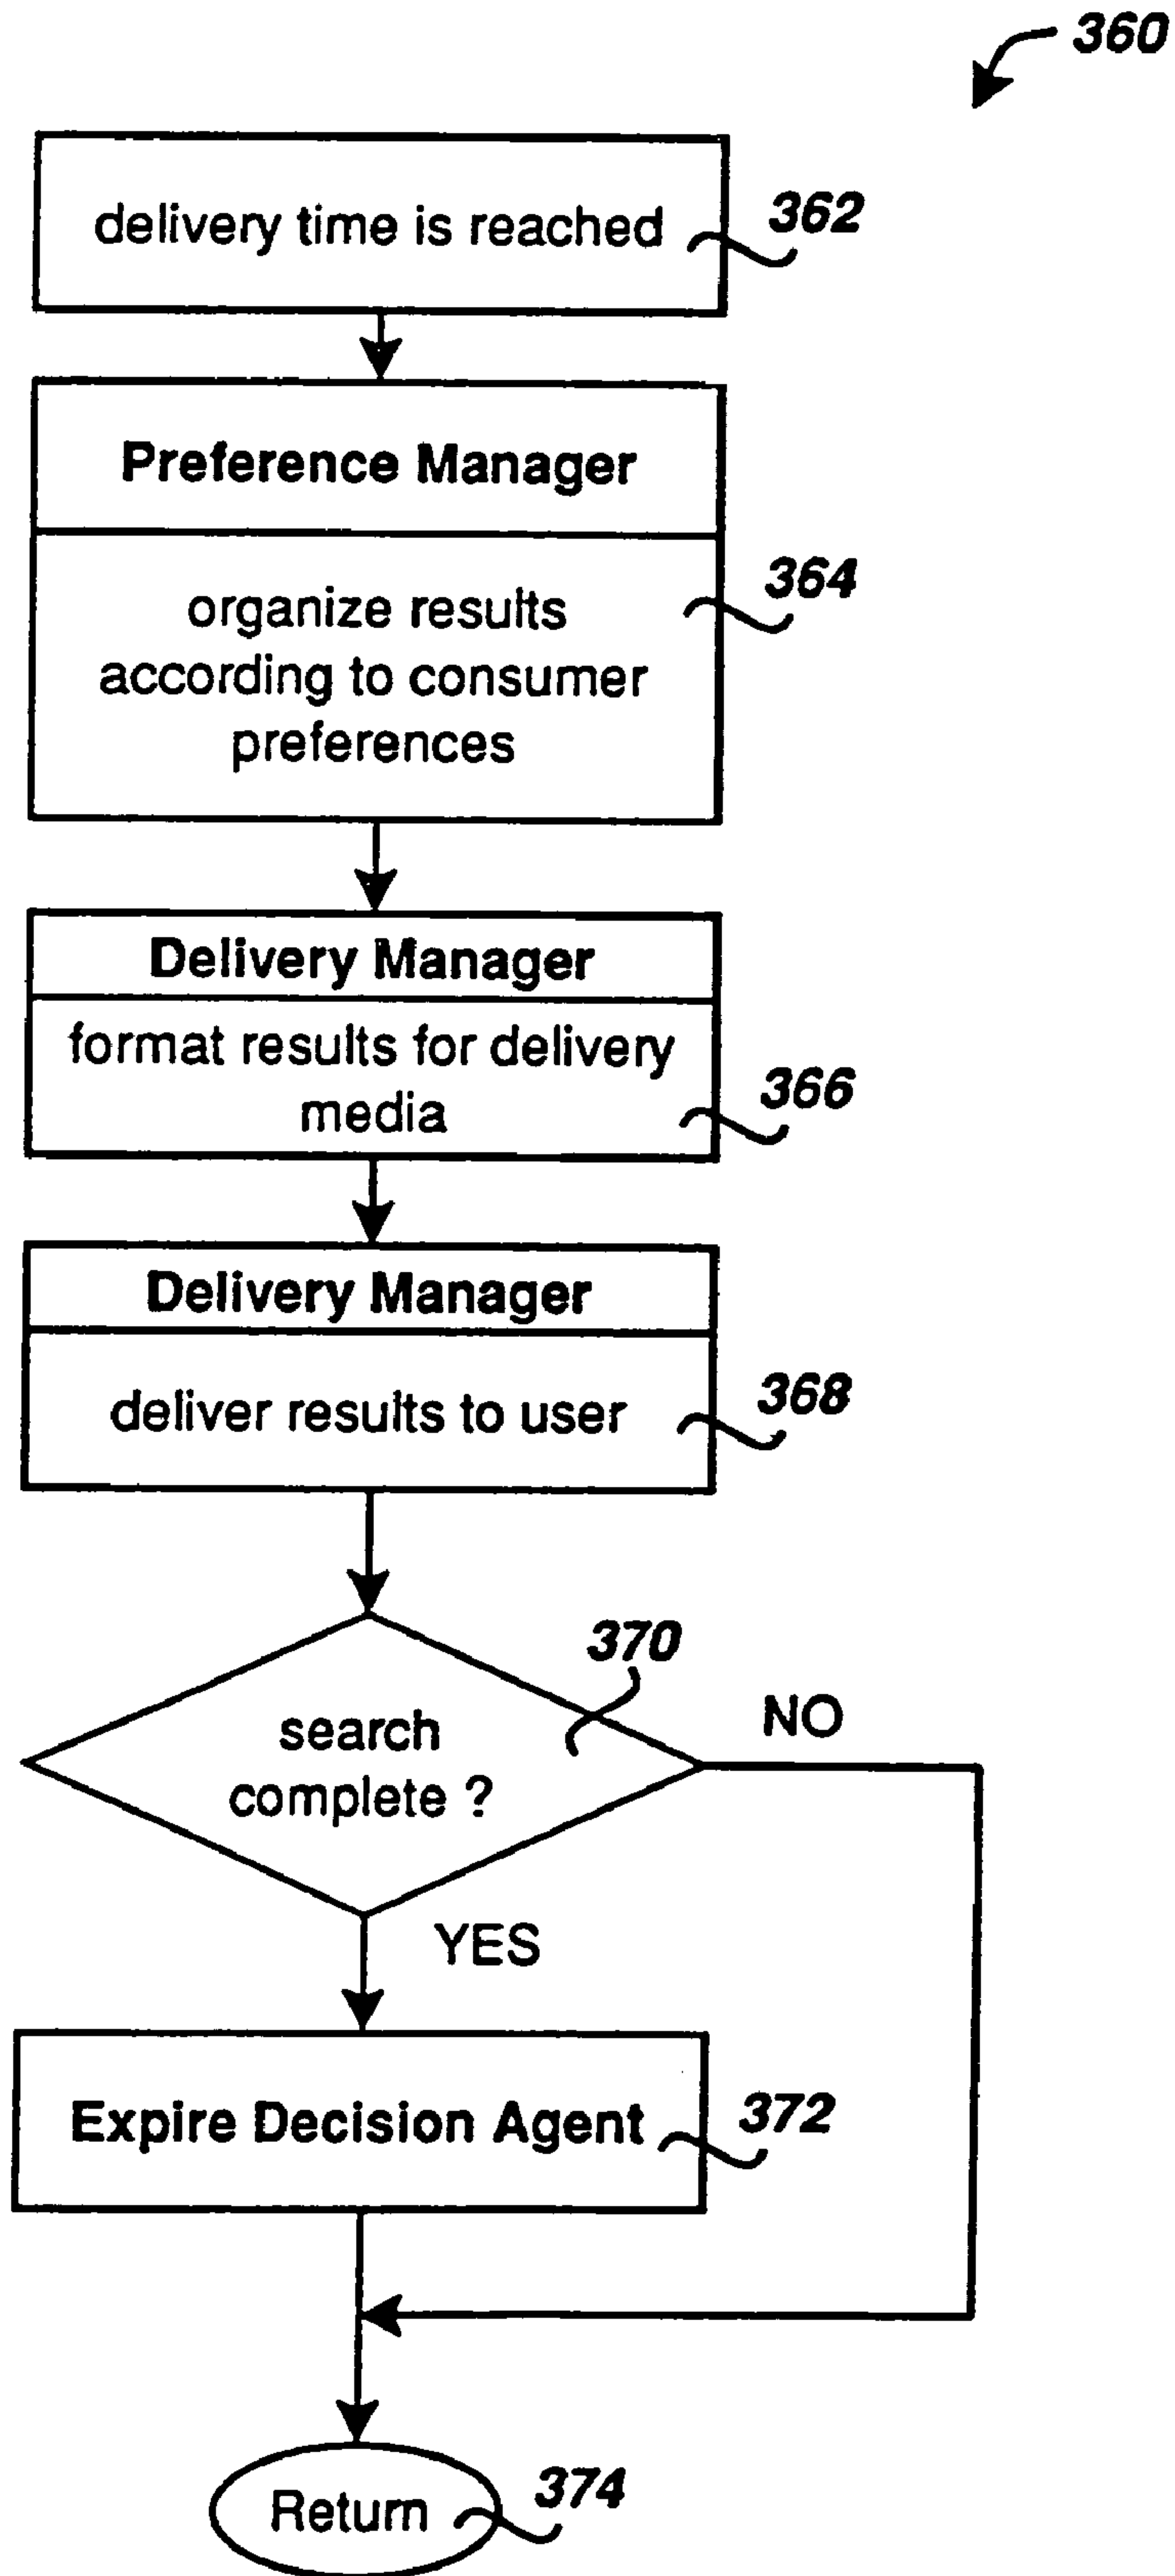 360
delivery time is reached
362
Preference Manager
organize results
according to consumer
preferences
364
Delivery Manager
format results for delivery
media
366
Delivery Manager
deliver results to user
368
370
search
complete ?
NO
YES
Expire Decision Agent
372
Return
374